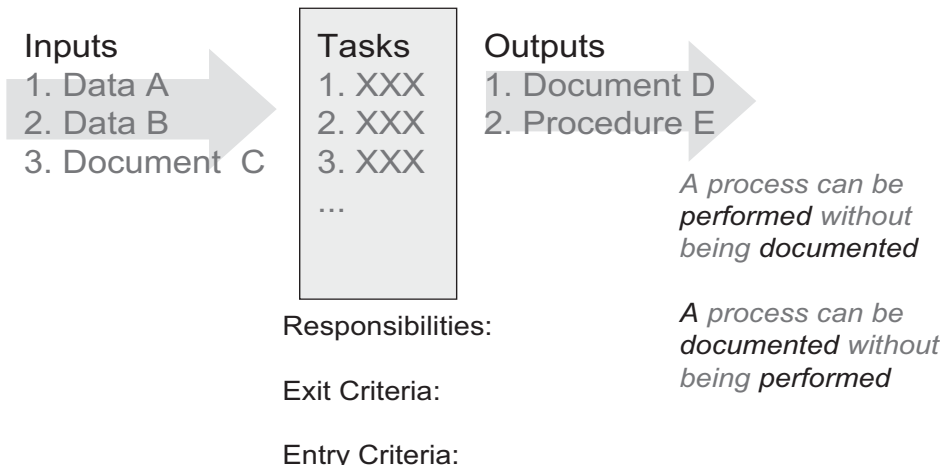 Inputs
1. Data A
2. Data B
3. Document C
Tasks
1. XXX
2. XXX
3. XXX
...
Outputs
1. Document D
2. Procedure E
A process can be
performed without
being documented
A process can be
documented without
being performed
Responsibilities:
Exit Criteria:
Entry Criteria: